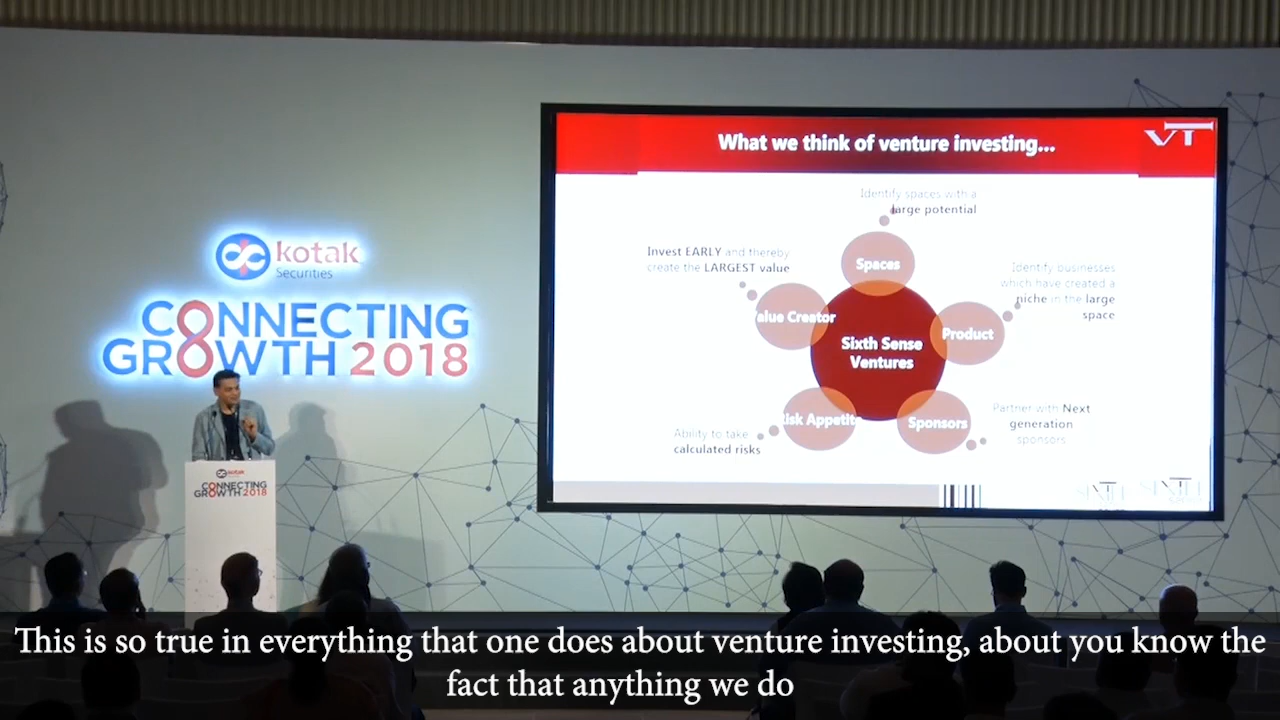 What we think of venture investing...
VT
Identify spaces with a
large potential
Invest EARLY and thereby
create the LARGEST value
Spaces
Identify businesses
which have created a
niche in the large
space
alue Creator
Product
Sixth Sense
Ventures
isk Appetit
Sponsors
Partner with Next
generation
sponsors
Ability to take
calculated risks
kotak
Securities
CONNECTING
GROWTH 2018
kotak
CONNECTING
GROWTH 2018
This is so true in everything that one does about venture investing, about you know the
fact that anything we do